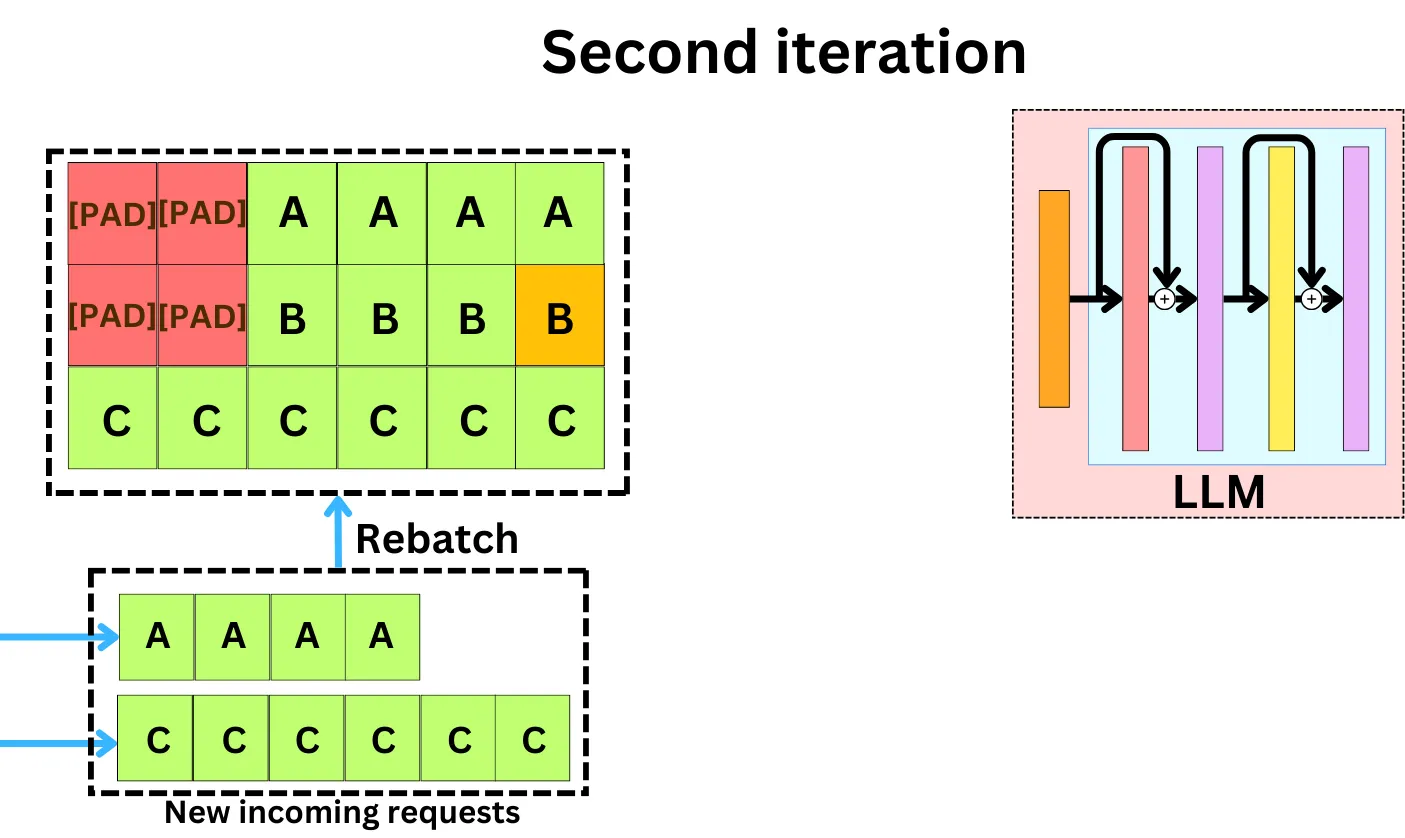 Second iteration
[PAD] [PAD] A A A A
[PAD] [PAD] B B B B
C C C C C C
LLM
Rebatch
A A A A
C C C C C C
New incoming requests